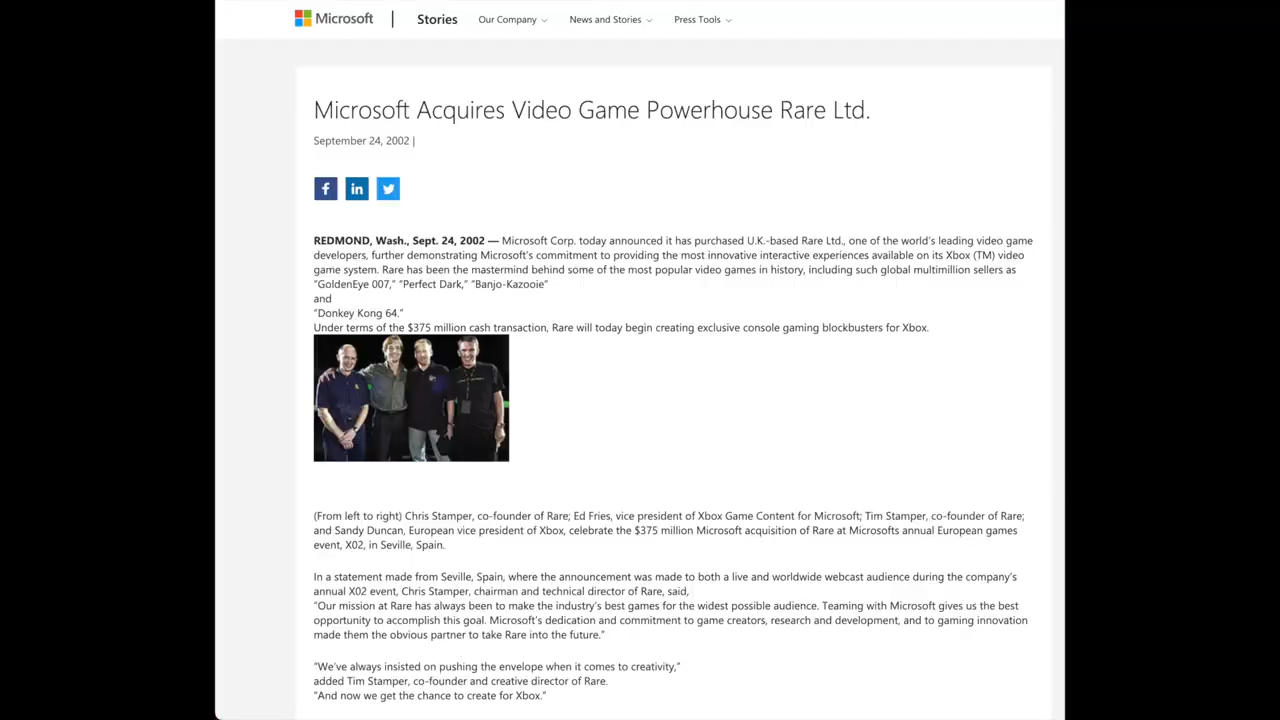 Microsoft | Stories Our Company News and Stories Press Tools
Microsoft Acquires Video Game Powerhouse Rare Ltd.
September 24, 2002 |
f in
REDMOND, Wash., Sept. 24, 2002 — Microsoft Corp. today announced it has purchased U.K.-based Rare Ltd., one of the world’s leading video game
developers, further demonstrating Microsoft’s commitment to providing the most innovative interactive experiences available on its Xbox (TM) video
game system. Rare has been the mastermind behind some of the most popular video games in history, including such global multimillion sellers as
“GoldenEye 007,” “Perfect Dark,” “Banjo-Kazooie”
and
“Donkey Kong 64.”
Under terms of the $375 million cash transaction, Rare will today begin creating exclusive console gaming blockbusters for Xbox.
(From left to right) Chris Stamper, co-founder of Rare; Ed Fries, vice president of Xbox Game Content for Microsoft; Tim Stamper, co-founder of Rare;
and Sandy Duncan, European vice president of Xbox, celebrate the $375 million Microsoft acquisition of Rare at Microsofts annual European games
event, X02, in Seville, Spain.
In a statement made from Seville, Spain, where the announcement was made to both a live and worldwide webcast audience during the company’s
annual X02 event, Chris Stamper, chairman and technical director of Rare, said,
“Our mission at Rare has always been to make the industry’s best games for the widest possible audience. Teaming with Microsoft gives us the best
opportunity to accomplish this goal. Microsoft’s dedication and commitment to game creators, research and development, and to gaming innovation
made them the obvious partner to take Rare into the future.”
“We’ve always insisted on pushing the envelope when it comes to creativity,”
added Tim Stamper, co-founder and creative director of Rare.
“And now we get the chance to create for Xbox.”